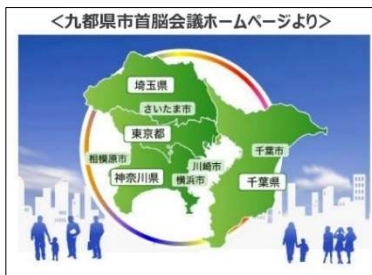 <九都県市首脳会議ホームページより>
埼玉県
さいたま市
東京都
相模原市
川崎市
千葉市
神奈川県
横浜市
千葉県